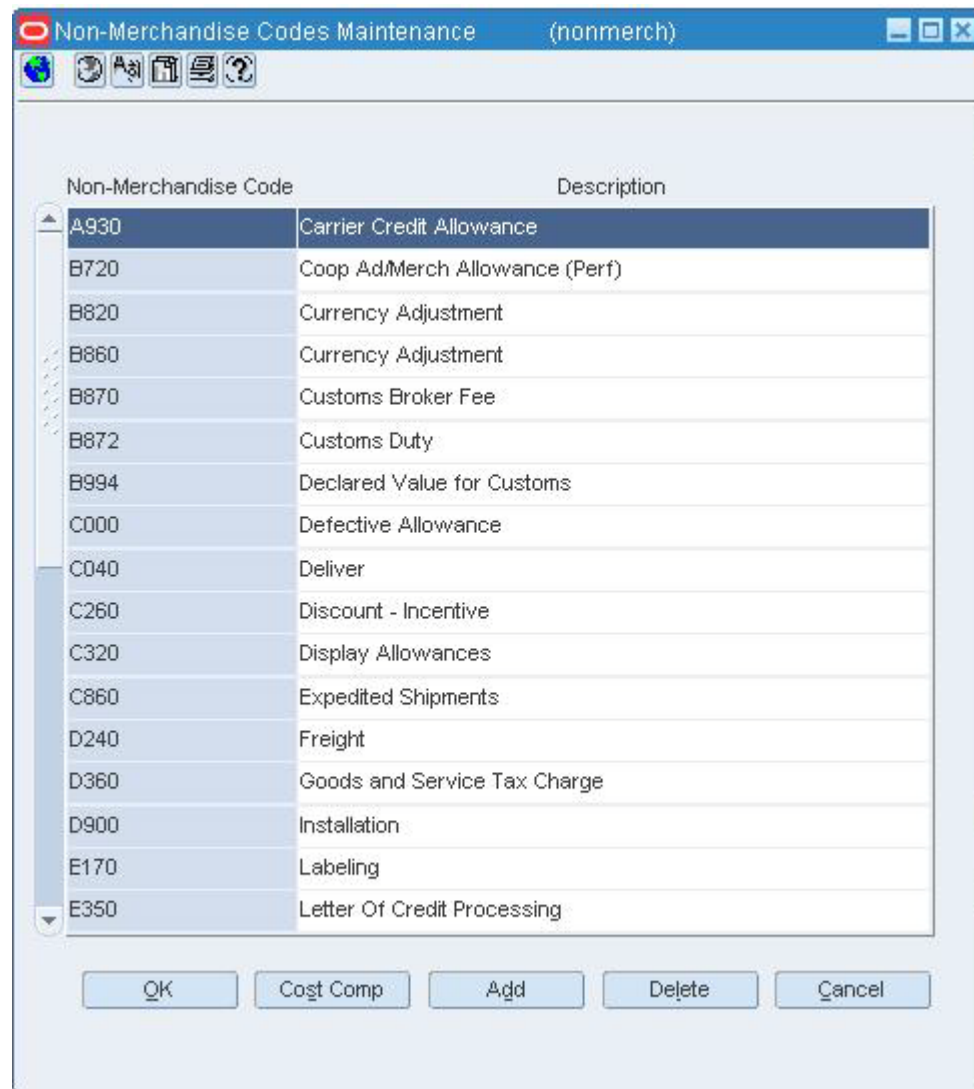 Non-Merchandise Codes Maintenance (nonmerch)
Non-Merchandise Code Description
A930 Carrier Credit Allowance
B720 Coop Ad/Merch Allowance (Perf)
B820 Currency Adjustment
B860 Currency Adjustment
B870 Customs Broker Fee
B872 Customs Duty
B994 Declared Value for Customs
C000 Defective Allowance
C040 Deliver
C260 Discount - Incentive
C320 Display Allowances
C860 Expedited Shipments
D240 Freight
D360 Goods and Service Tax Charge
D900 Installation
E170 Labeling
E350 Letter Of Credit Processing
OK Cost Comp Add Delete Cancel